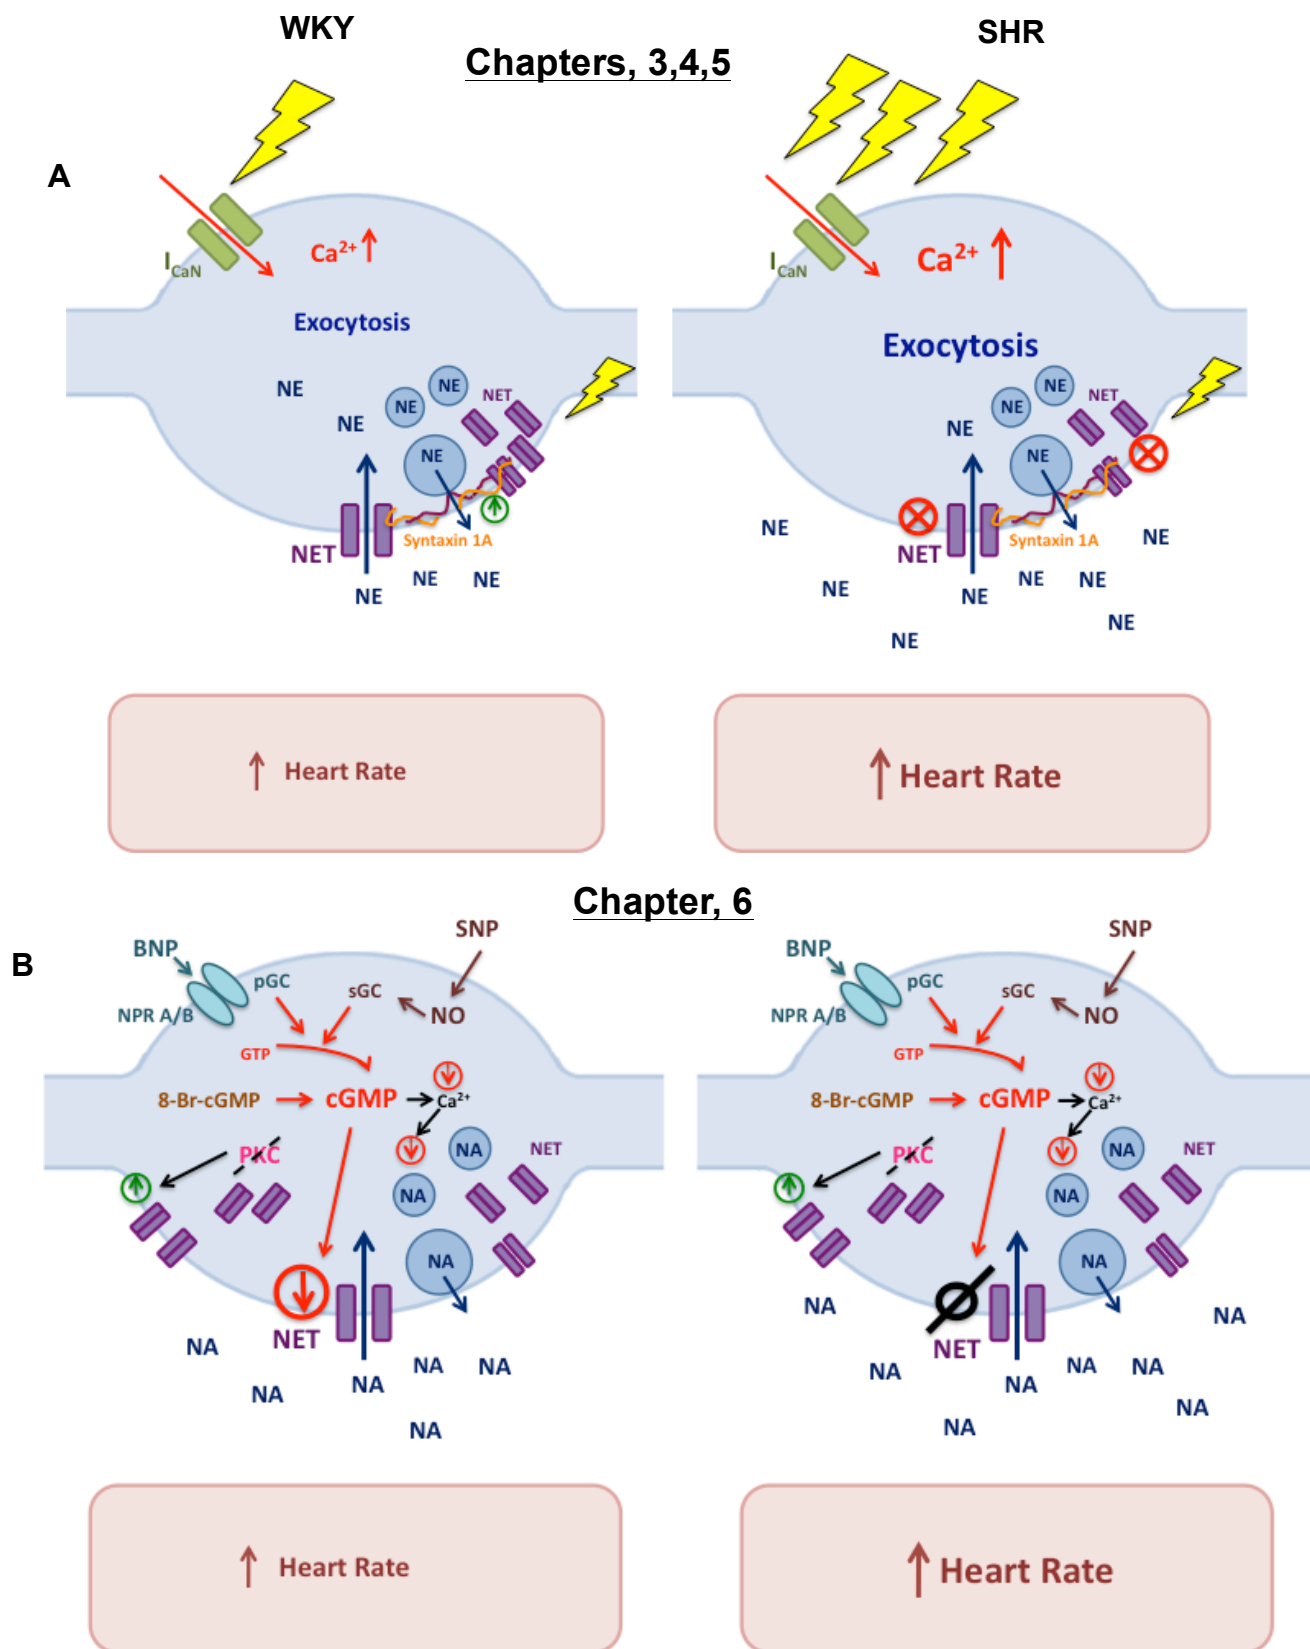 WKY
SHR
Chapters, 3,4,5
A
I CaN
Ca²⁺
Exocytosis
NE
NE
NE
NE
NET
NE
NET
Syntaxin 1A
NE
NE
NE
Heart Rate
I CaN
Ca²⁺
Exocytosis
NE
NE
NE
NET
NE
NE
NET
Syntaxin 1A
NE
NE
NE
NE
NE
NE
NE
NE
Heart Rate
Chapter, 6
B
BNP
SNP
pGC
sGC
NPR A/B
NO
GTP
8-Br-cGMP
cGMP
Ca²⁺
PKC
NA
NET
NA
NA
NET
NA
NA
NA
NA
NA
NA
Heart Rate
BNP
SNP
pGC
sGC
NPR A/B
NO
GTP
8-Br-cGMP
cGMP
Ca²⁺
PKC
NA
NET
NA
NA
NA
NA
NET
NA
NA
NA
NA
NA
NA
Heart Rate